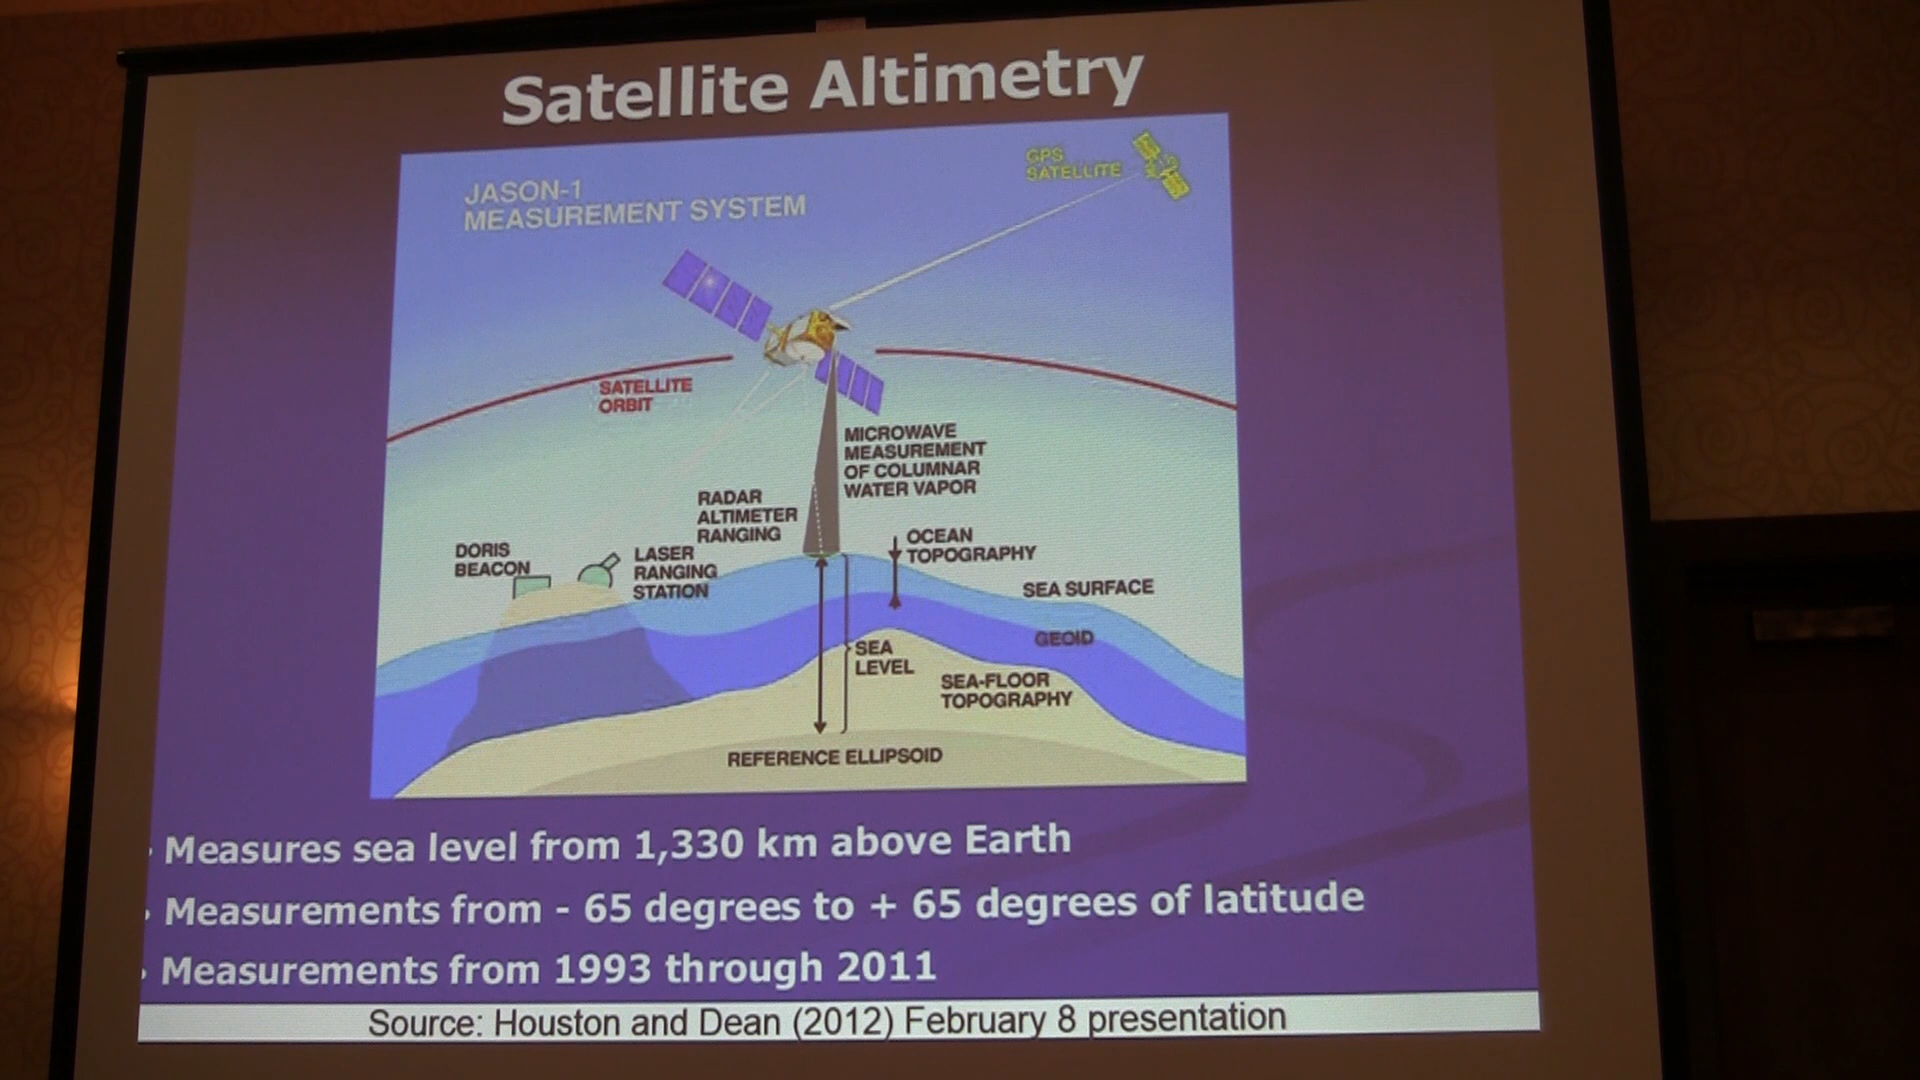 Satellite Altimetry
GPS
SATELLITE
JASON-1
MEASUREMENT SYSTEM
SATELLITE
ORBIT
MICROWAVE
MEASUREMENT
OF COLUMNAR
WATER VAPOR
RADAR
ALTIMETER
RANGING
DORIS
BEACON
LASER
RANGING
STATION
OCEAN
TOPOGRAPHY
SEA SURFACE
GEOID
SEA
LEVEL
SEA-FLOOR
TOPOGRAPHY
REFERENCE ELLIPSOID
· Measures sea level from 1,330 km above Earth
· Measurements from - 65 degrees to + 65 degrees of latitude
· Measurements from 1993 through 2011
Source: Houston and Dean (2012) February 8 presentation